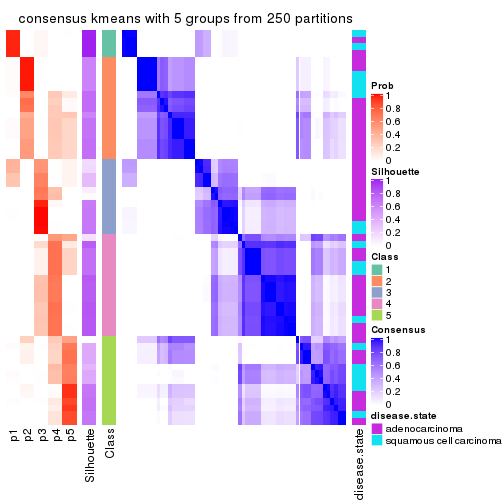 consensus kmeans with 5 groups from 250 partitions
Prob
1
0.8
0.6
0.4
0.2
0
Silhouette
1
0.8
0.6
0.4
0.2
0
Class
1
2
3
4
5
Consensus
1
0.8
0.6
0.4
0.2
0
disease.state
adenocarcinoma
squamous cell carcinoma
p1
p2
p3
p4
p5
Silhouette
Class
disease.state